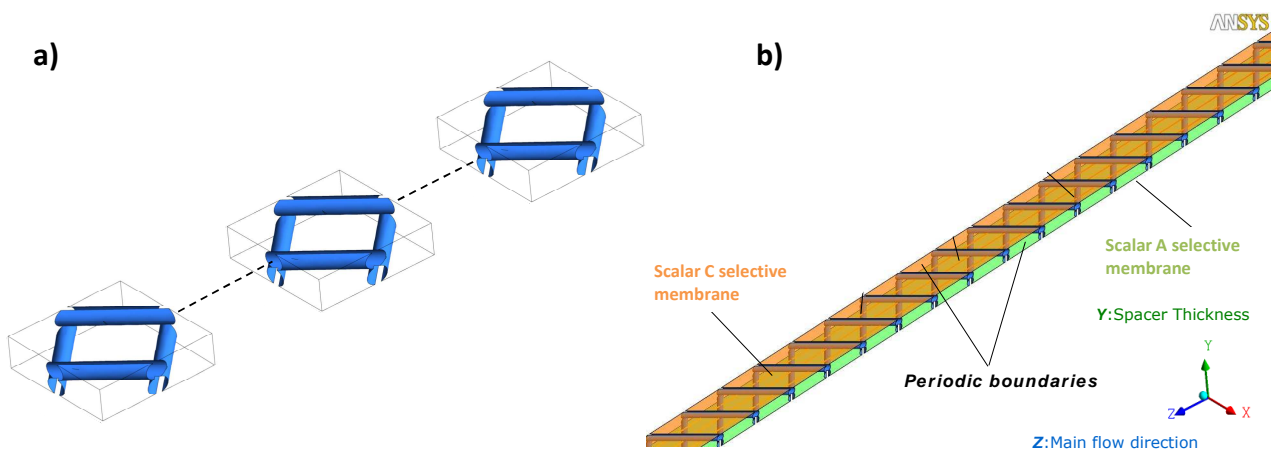 a)
b)
ANSYS
Scalar C selective
membrane
Scalar A selective
membrane
Periodic boundaries
Y:Spacer Thickness
Y
Z
X
Z:Main flow direction